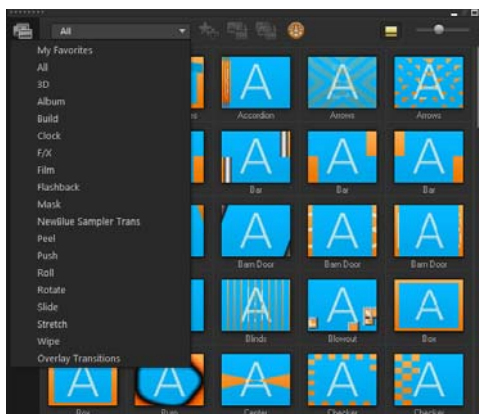 All
My Favorites
All
3D
Album
Build
Clock
F/X
Film
Flashback
Mask
NewBlue Sampler Trans
Peel
Push
Roll
Rotate
Slide
Stretch
Wipe
Overlay Transitions
A A A
Accordion Arrows Arrows
A A A
Bar Bar Bar
A A A
Barn Door Barn Door Barn Door
A A A
Blinds Blowout Box
A A A A A
Box Burn Center Checker Checker